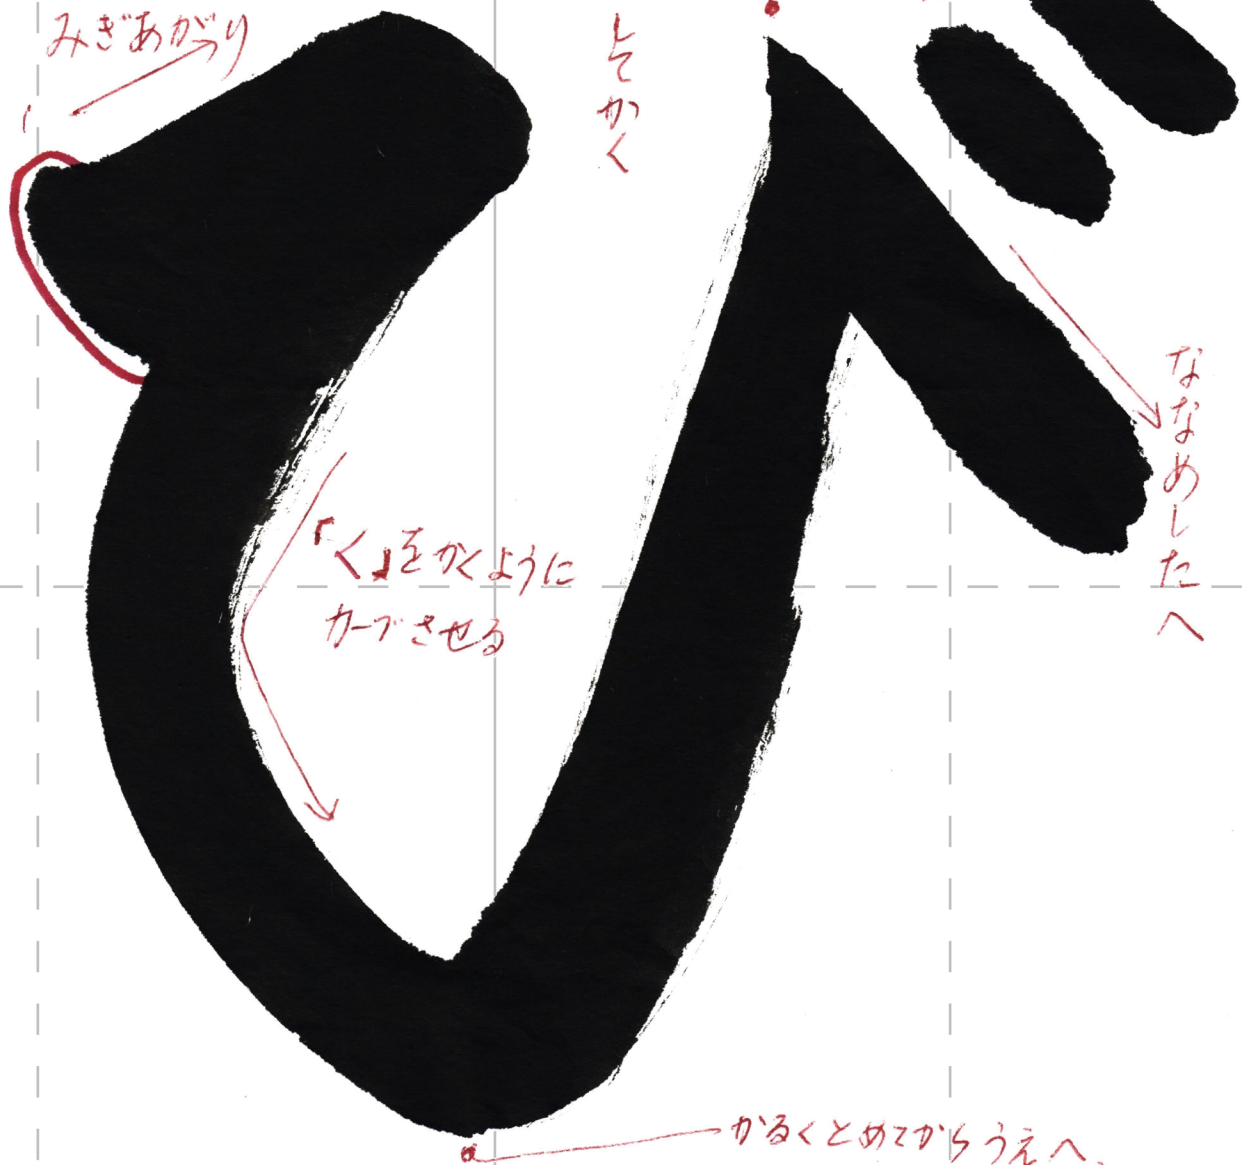 び
みぎあがり
してかく
「く」をかくように
カーブさせる
ななめしたへ
かるくとめてからうえへ、